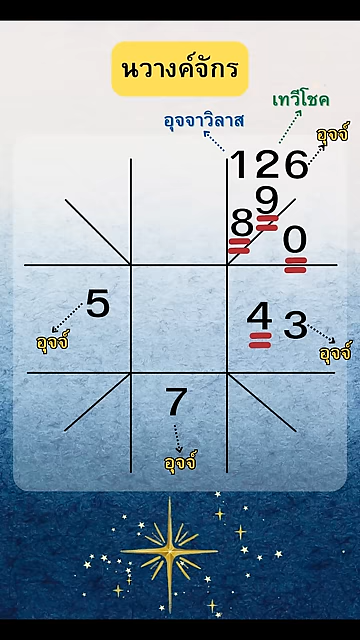 นวางค์จักร
เทวีโชค
อุจจาวิลาส
อุจจ์
126
9
8
0
5
4 3
อุจจ์
อุจจ์
7
อุจจ์